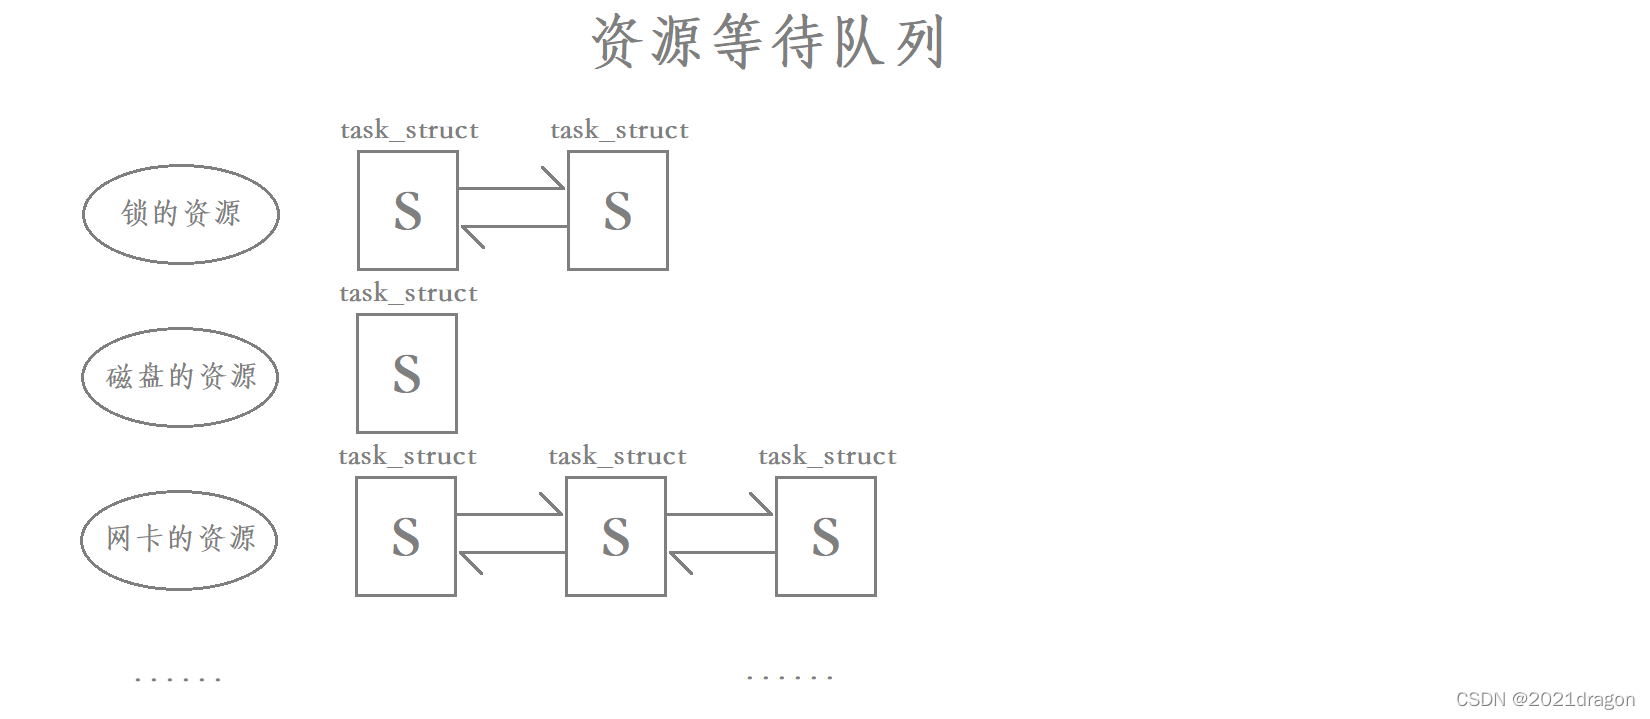 资源等待队列
task_struct task_struct
锁的资源 S S
task_struct
磁盘的资源 S
task_struct task_struct task_struct
网卡的资源 S S S
...... ......
CSDN @2021dragon